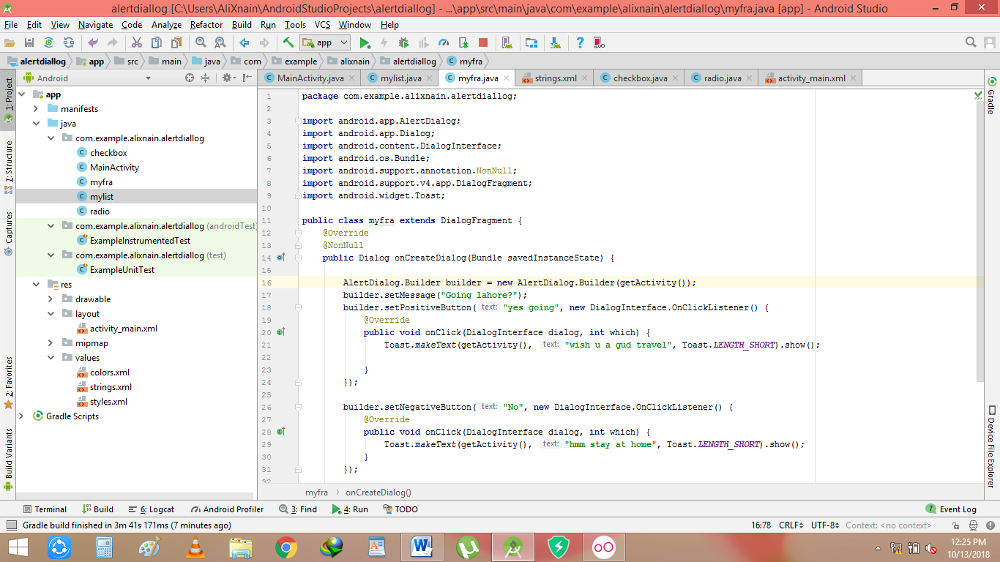 alertdiallog [C:\Users\AliXnain\AndroidStudioProjects\alertdiallog] - ...\app\src\main\java\com\example\alixnain\alertdiallog\myfra.java [app] - Android Studio
File Edit View Navigate Code Analyze Refactor Build Run Tools VCS Window Help
app
alertdiallog app src main java com example alixnain alertdiallog myfra
Android
MainActivity.java mylist.java myfra.java strings.xml checkbox.java radio.java activity_main.xml
1: Project
7: Structure
Captures
2: Favorites
Build Variants
app
manifests
java
com.example.alixnain.alertdiallog
checkbox
MainActivity
myfra
mylist
radio
com.example.alixnain.alertdiallog (androidTest)
ExampleInstrumentedTest
com.example.alixnain.alertdiallog (test)
ExampleUnitTest
res
drawable
layout
activity_main.xml
mipmap
values
colors.xml
strings.xml
styles.xml
Gradle Scripts
1 package com.example.alixnain.alertdiallog;
2
3 import android.app.AlertDialog;
4 import android.app.Dialog;
5 import android.content.DialogInterface;
6 import android.os.Bundle;
7 import android.support.annotation.NonNull;
8 import android.support.v4.app.DialogFragment;
9 import android.widget.Toast;
10
11 public class myfra extends DialogFragment {
12 @Override
13 @NonNull
14 public Dialog onCreateDialog(Bundle savedInstanceState) {
15
16 AlertDialog.Builder builder = new AlertDialog.Builder(getActivity());
17 builder.setMessage("Going lahore?");
18 builder.setPositiveButton( text: "yes going", new DialogInterface.OnClickListener() {
19 @Override
20 public void onClick(DialogInterface dialog, int which) {
21 Toast.makeText(getActivity(), text: "wish u a gud travel", Toast.LENGTH_SHORT).show();
22
23 }
24 });
25
26 builder.setNegativeButton( text: "No", new DialogInterface.OnClickListener() {
27 @Override
28 public void onClick(DialogInterface dialog, int which) {
29 Toast.makeText(getActivity(), text: "hmm stay at home", Toast.LENGTH_SHORT).show();
30 }
31 });
32
myfra onCreateDialog()
Gradle
Device File Explorer
Terminal Build 6: Logcat Android Profiler 3: Find 4: Run TODO 7 Event Log
Gradle build finished in 3m 41s 171ms (7 minutes ago) 16:78 CRLF UTF-8 Context: <no context>
12:25 PM
10/13/2018